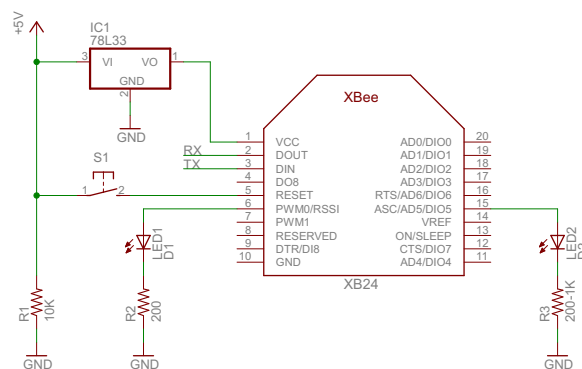 +5V
IC1
78L33
3 VI VO 1
GND
2
GND
S1
1 2
XBee
1 VCC AD0/DIO0 20
RX 2 DOUT AD1/DIO1 19
TX 3 DIN AD2/DIO2 18
4 DO8 AD3/DIO3 17
5 RESET RTS/AD6/DIO6 16
6 PWM0/RSSI ASC/AD5/DIO5 15
7 PWM1 VREF 14
8 RESERVED ON/SLEEP 13
9 DTR/DI8 CTS/DIO7 12
10 GND AD4/DIO4 11
XB24
LED1
D1
LED2
D2
R1
10K
R2
200
R3
200-1K
GND
GND
GND